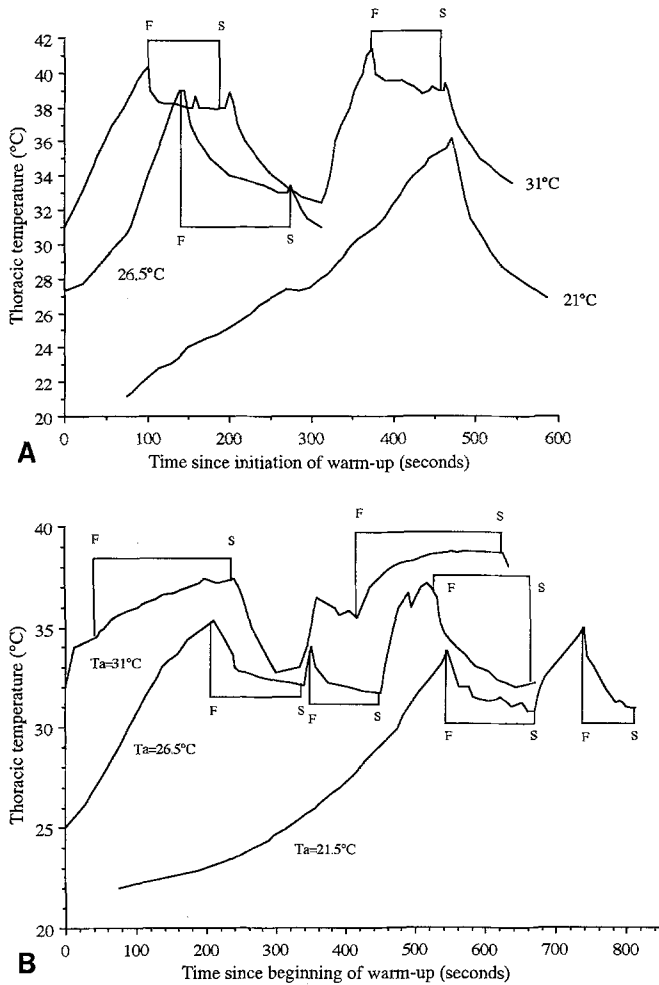 F S F S
42
40
38
36
34
32
30
28
26
24
22
20
Thoracic temperature (°C)
31°C
F S
26.5°C
21°C
0 100 200 300 400 500 600
A
Time since initiation of warm-up (seconds)
F S
F S
40
35
30
25
20
Thoracic temperature (°C)
F S
Ta=31°C
F S F S
F S F S
Ta=26.5°C
Ta=21.5°C
0 100 200 300 400 500 600 700 800
B
Time since beginning of warm-up (seconds)